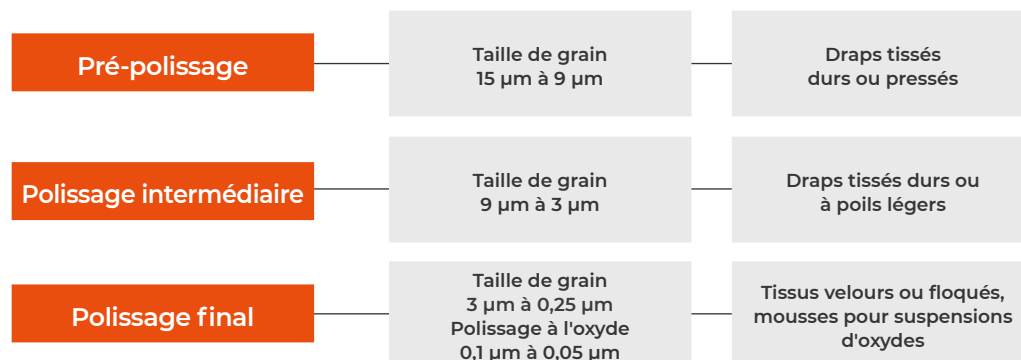 Pré-polissage
Taille de grain
15 µm à 9 µm
Draps tissés
durs ou pressés
Polissage intermédiaire
Taille de grain
9 µm à 3 µm
Draps tissés durs ou
à poils légers
Polissage final
Taille de grain
3 µm à 0,25 µm
Polissage à l'oxyde
0,1 µm à 0,05 µm
Tissus velours ou floqués,
mousses pour suspensions
d'oxydes